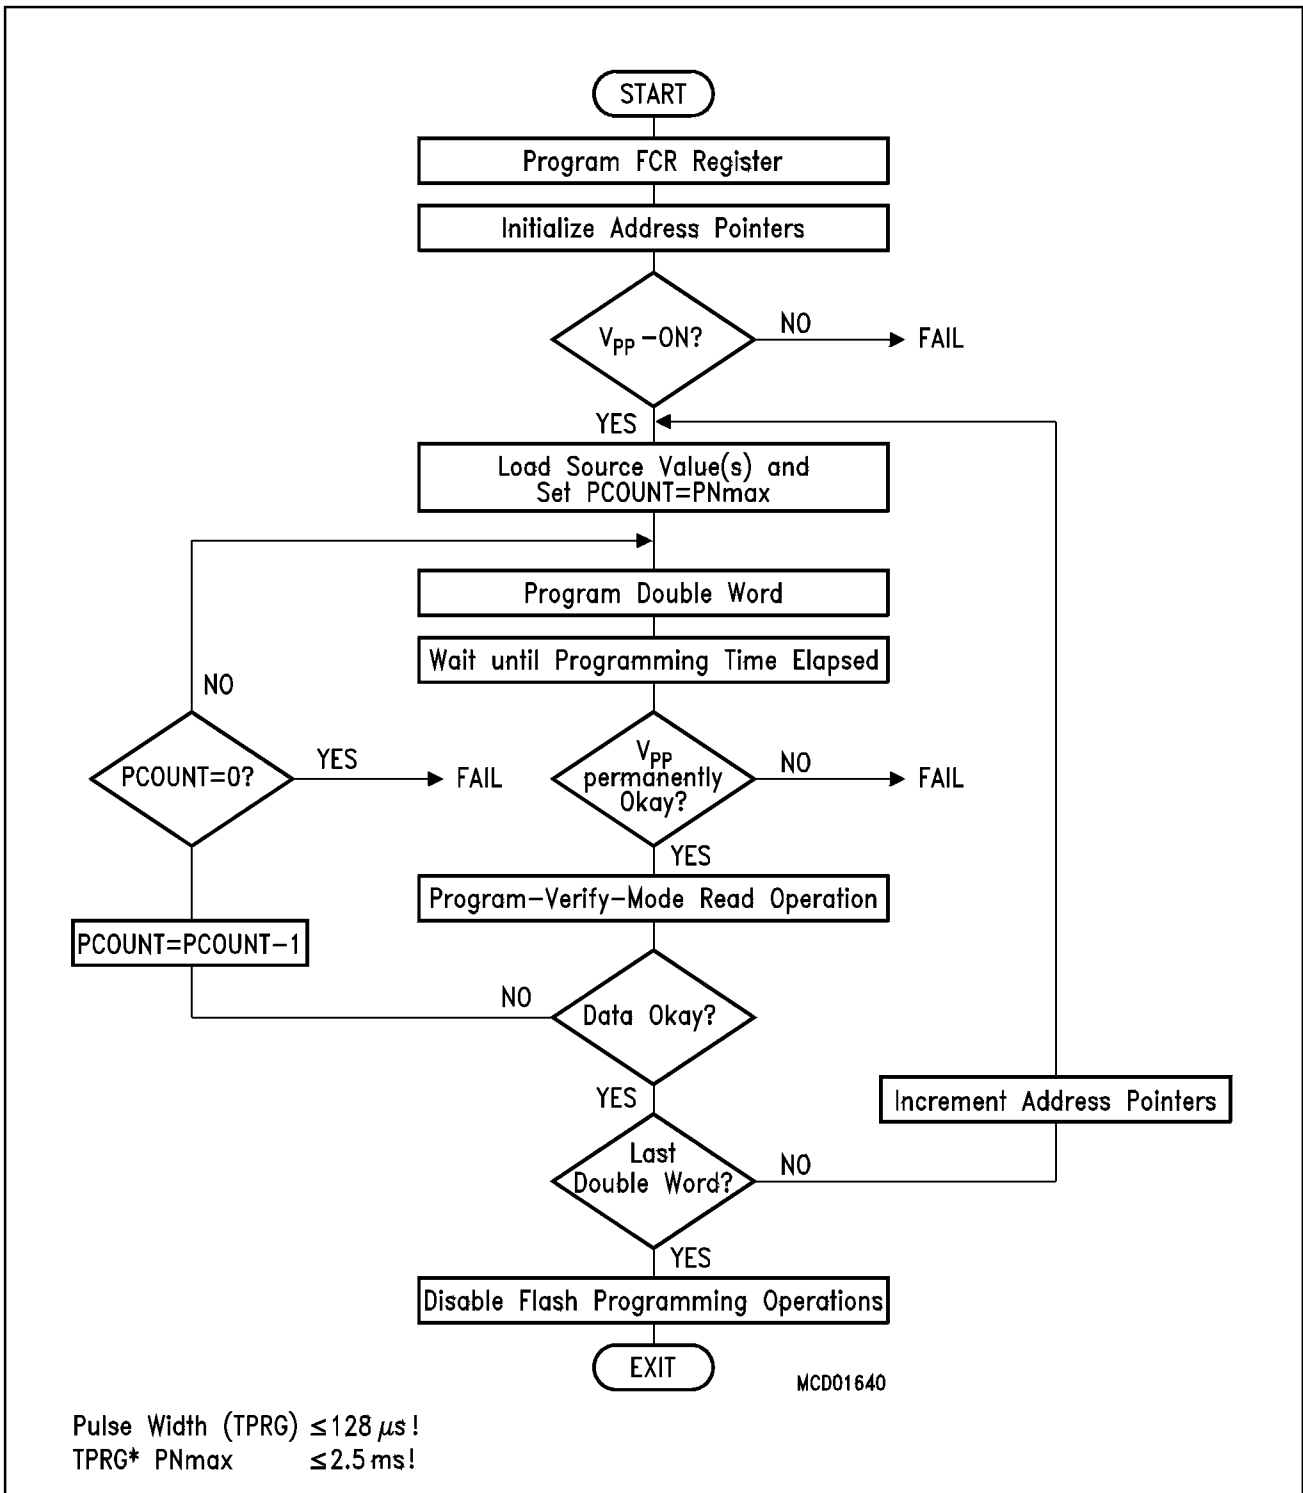 START
Program FCR Register
Initialize Address Pointers
VPP -ON?
NO
FAIL
YES
Load Source Value(s) and
Set PCOUNT=PNmax
Program Double Word
Wait until Programming Time Elapsed
NO
PCOUNT=0?
YES
FAIL
VPP
permanently
Okay?
NO
FAIL
YES
Program-Verify-Mode Read Operation
PCOUNT=PCOUNT-1
NO
Data Okay?
YES
Increment Address Pointers
Last
Double Word?
NO
YES
Disable Flash Programming Operations
EXIT
MCD01640
Pulse Width (TPRG) ≤128 μs!
TPRG* PNmax ≤2.5 ms!